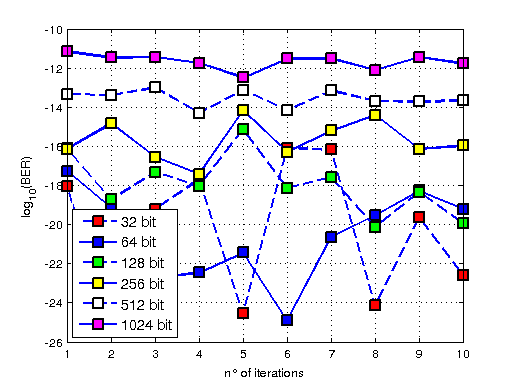 -10
-12
-14
-16
-18
-20
-22
-24
-26
log10(BER)
32 bit
64 bit
128 bit
256 bit
512 bit
1024 bit
1 2 3 4 5 6 7 8 9 10
n° of iterations